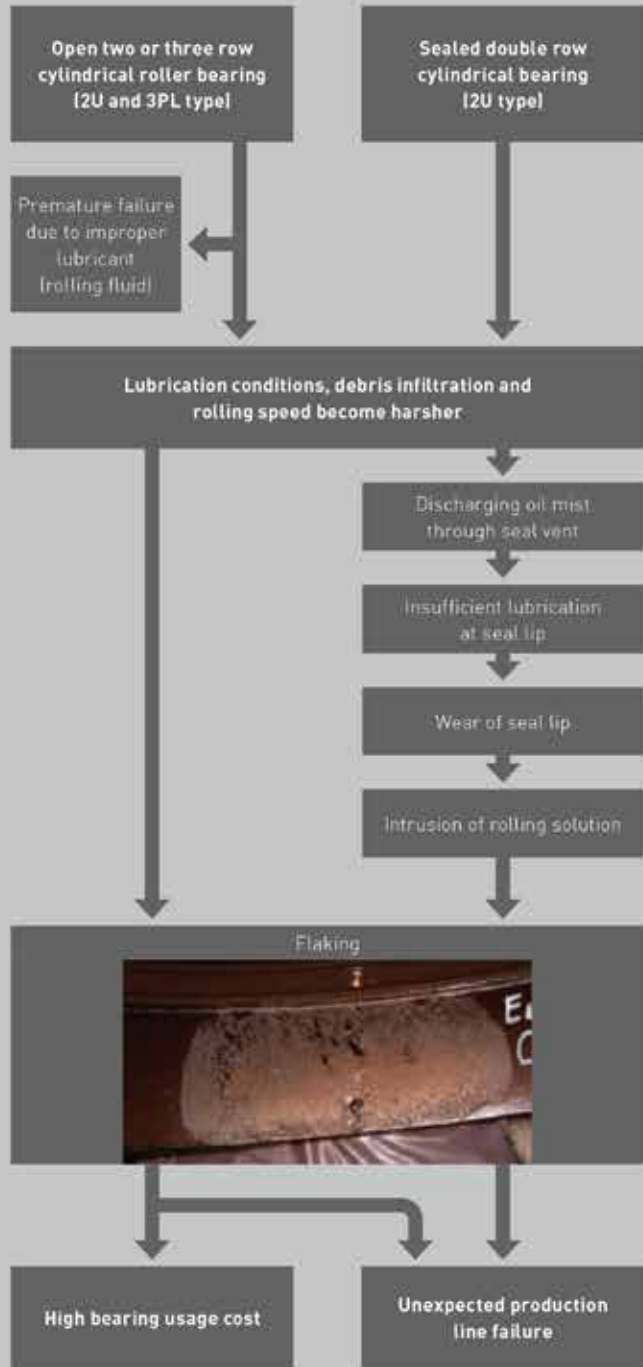 Open two or three row
cylindrical roller bearing
(2U and 3PL type)
Sealed double row
cylindrical bearing
(2U type)
Premature failure
due to improper
lubricant
(rolling fluid)
Lubrication conditions, debris infiltration and
rolling speed become harsher
Discharging oil mist
through seal vent
Insufficient lubrication
at seal lip
Wear of seal lip
Intrusion of rolling solution
Flaking
High bearing usage cost
Unexpected production
line failure